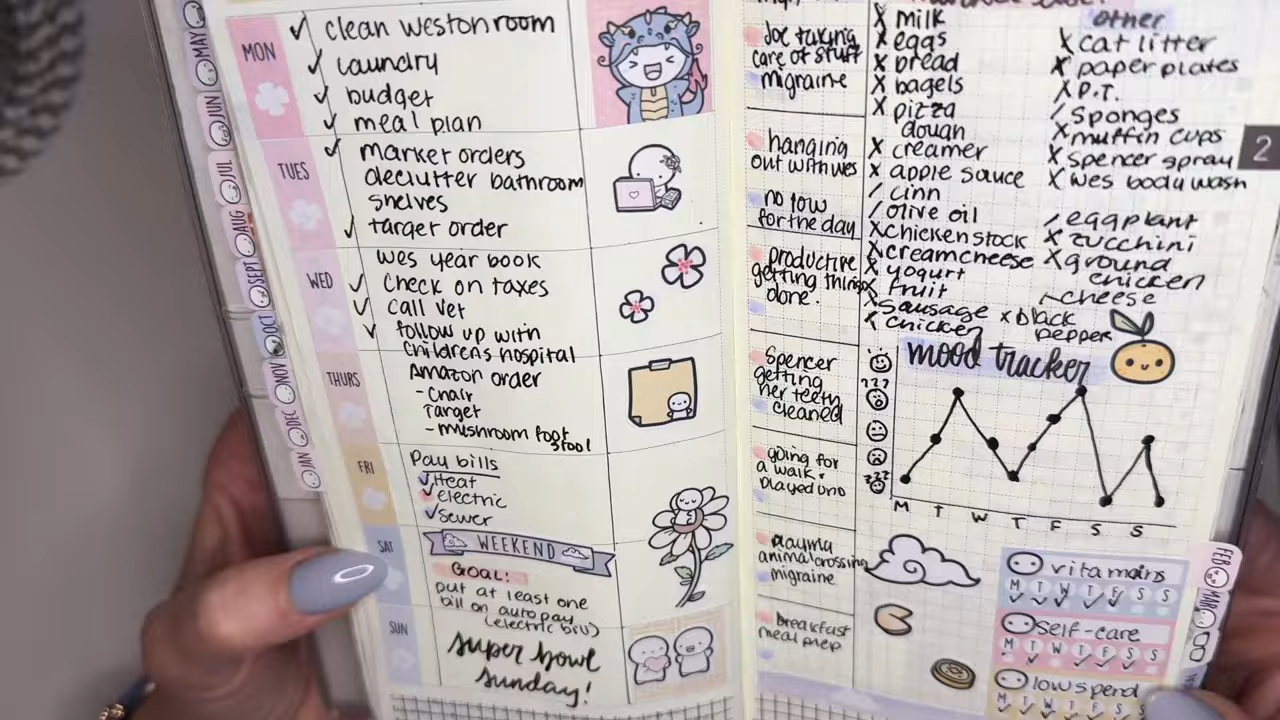 MAY
JUN
JUL
AUG
SEPT
OCT
NOV
DEC
JAN
MON
✓ clean weston room
✓ laundry
✓ budget
✓ meal plan
TUES
✓ market orders
declutter bathroom
shelves
✓ target order
WED
wes year book
✓ check on taxes
✓ call vet
✓ follow up with
childrens hospital
THURS
Amazon order
- chair
Target
- mushroom foot
stool
FRI
Pay bills
✓ Heat
✓ electric
✓ sewer
SAT
WEEKEND
GOAL:
put at least one
bill on auto pay
(electric bill)
SUN
super bowl
sunday!
Joe taking
care of stuff
migraine
hanging
out with wes
no tow
for the day
productive
getting things
done.
Spencer
getting
her teeth
cleaned
going for
a walk +
played uno
animal crossing
migraine
breakfast
meal prep
X milk
X eggs
X bread
X bagels
X pizza
dough
X creamer
X apple sauce
/ cinn
/ olive oil
X chicken stock
X cream cheese
X yogurt
X fruit
X sausage
X chicken
X black
pepper
other
X cat litter
X paper plates
X P.T.
/ sponges
X muffin cups
X spencer spray
X wes body wash
/ eggplant
X zucchini
X ground
chicken
cheese
2
mood tracker
???
zzz
M T W T F S S
vitamins
M T W T F S S
self-care
M T W T F S S
low spend
FEB
MAR